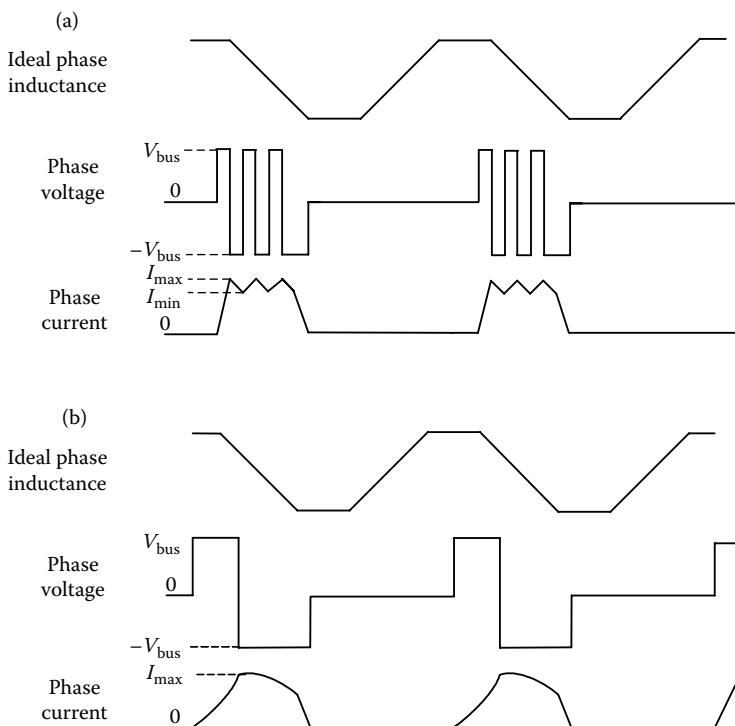 (a)
Ideal phase
inductance
Phase
voltage
V_bus
0
−V_bus
Phase
current
I_max
I_min
0
(b)
Ideal phase
inductance
Phase
voltage
V_bus
0
−V_bus
Phase
current
I_max
0